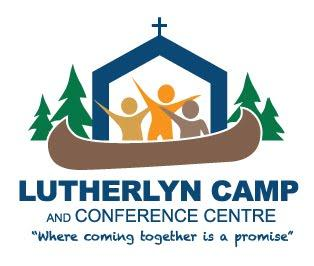 LUTHERLYN CAMP
AND CONFERENCE CENTRE
"Where coming together is a promise"